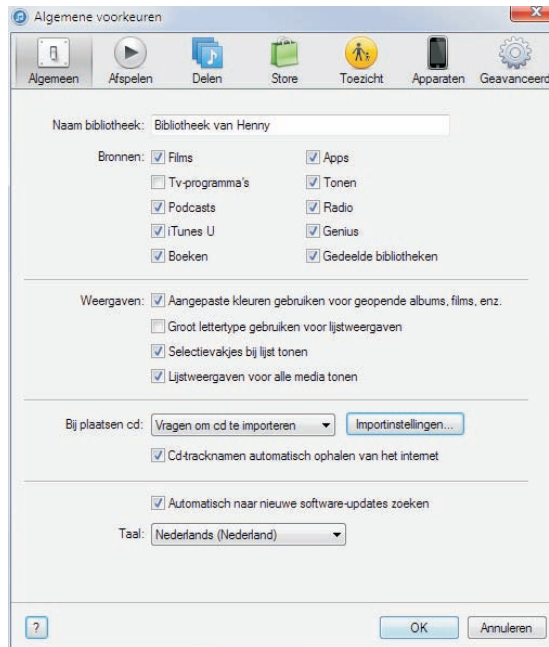 Algemene voorkeuren
Algemeen Afspelen Delen Store Toezicht Apparaten Geavanceerd
Naam bibliotheek: Bibliotheek van Henny
Bronnen: Films Apps
Tv-programma's Tonen
Podcasts Radio
iTunes U Genius
Boeken Gedeelde bibliotheken
Weergaven: Aangepaste kleuren gebruiken voor geopende albums, films, enz.
Groot lettertype gebruiken voor lijstweergaven
Selectievakjes bij lijst tonen
Lijstweergaven voor alle media tonen
Bij plaatsen cd: Vragen om cd te importeren Importinstellingen...
Cd-tracknamen automatisch ophalen van het internet
Automatisch naar nieuwe software-updates zoeken
Taal: Nederlands (Nederland)
? OK Annuleren